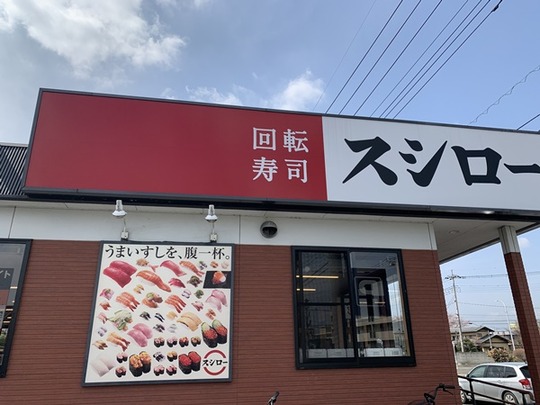 回転
寿司
スシロー
うまいすしを、腹一杯。
スシロー